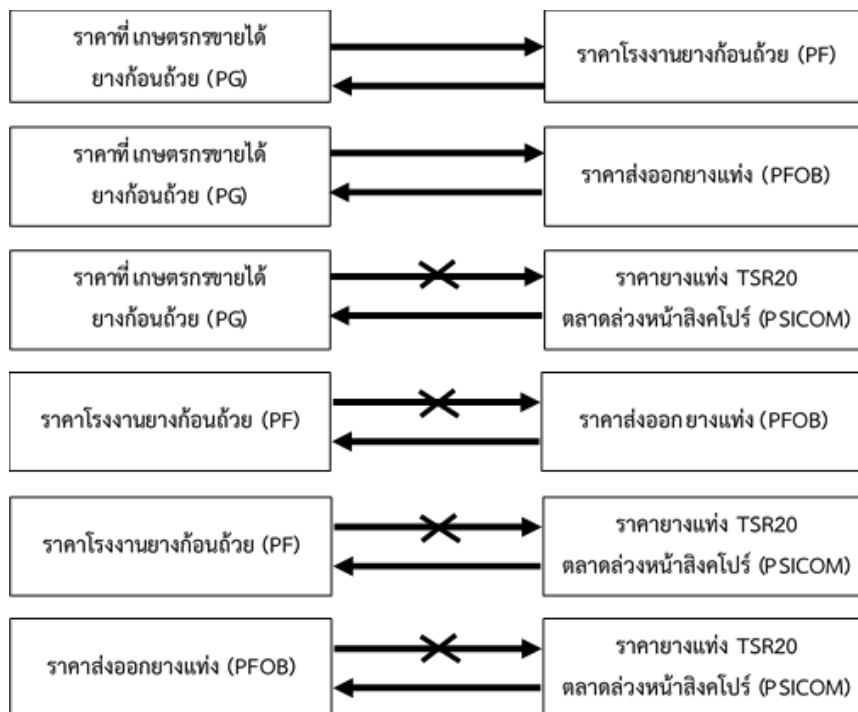 ราคาที่เกษตรกรขายได้
ยางก้อนถ้วย (PG)
ราคาโรงงานยางก้อนถ้วย (PF)
ราคาที่เกษตรกรขายได้
ยางก้อนถ้วย (PG)
ราคาส่งออกยางแท่ง (PFOB)
ราคาที่เกษตรกรขายได้
ยางก้อนถ้วย (PG)
ราคายางแท่ง TSR20
ตลาดล่วงหน้าสิงคโปร์ (PSICOM)
ราคาโรงงานยางก้อนถ้วย (PF)
ราคาส่งออกยางแท่ง (PFOB)
ราคาโรงงานยางก้อนถ้วย (PF)
ราคายางแท่ง TSR20
ตลาดล่วงหน้าสิงคโปร์ (PSICOM)
ราคาส่งออกยางแท่ง (PFOB)
ราคายางแท่ง TSR20
ตลาดล่วงหน้าสิงคโปร์ (PSICOM)